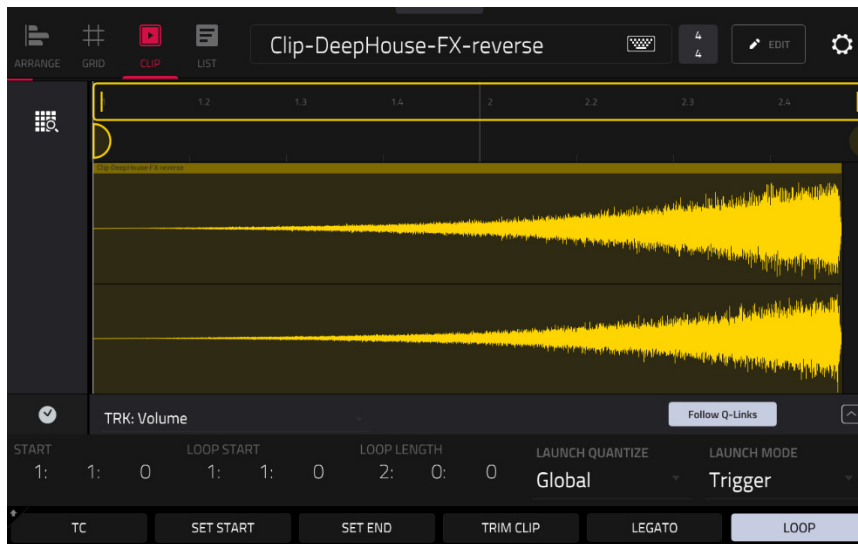 Clip-DeepHouse-FX-reverse
4
4
EDIT
ARRANGE GRID CLIP LIST
1 1.2 1.3 1.4 2 2.2 2.3 2.4
Clip-DeepHouse-FX-reverse
TRK: Volume
Follow Q-Links
START LOOP START LOOP LENGTH LAUNCH QUANTIZE LAUNCH MODE
1: 1: 0 1: 1: 0 2: 0: 0 Global Trigger
TC SET START SET END TRIM CLIP LEGATO LOOP